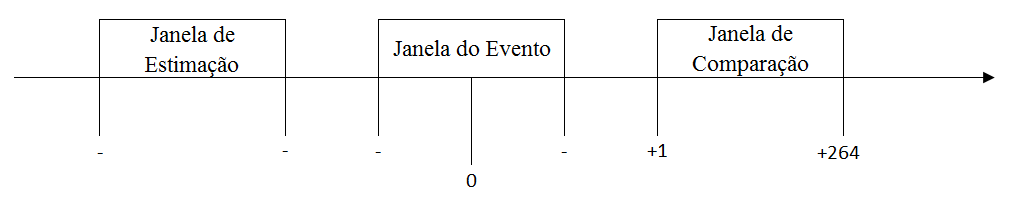 Janela de
Estimação
Janela do Evento
Janela de
Comparação
- - - - +1 +264
0